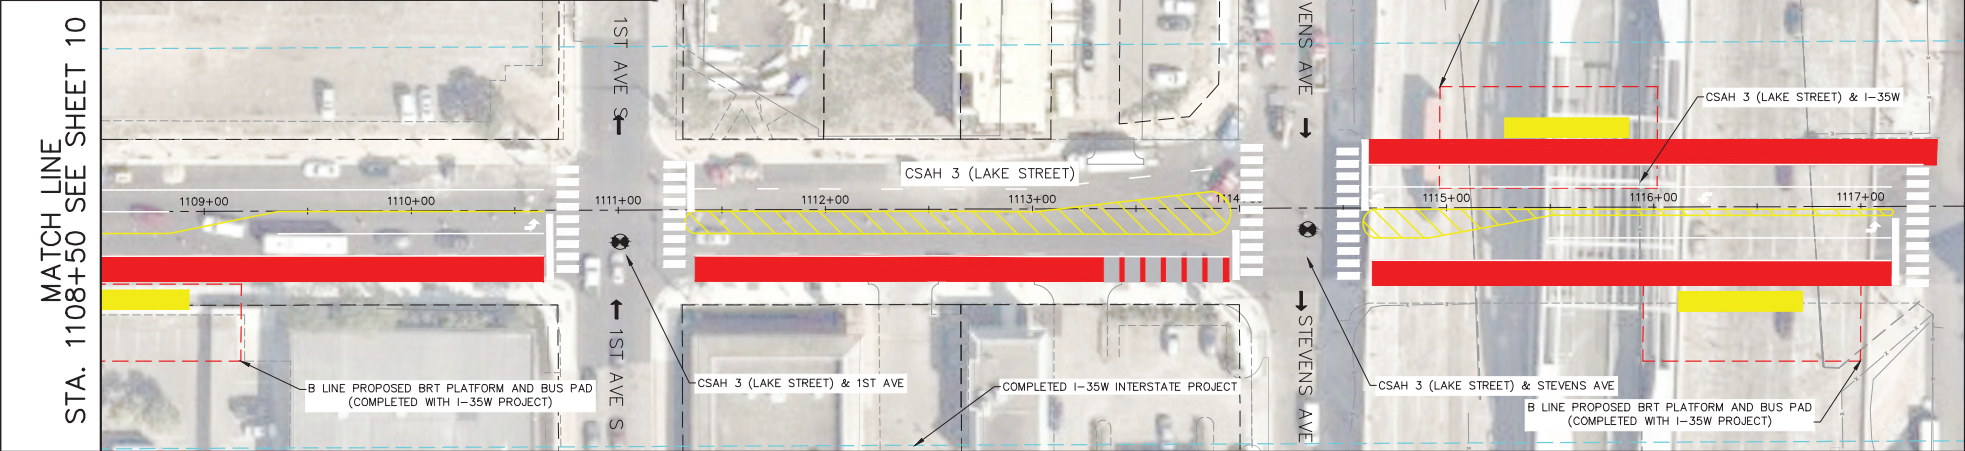 MATCH LINE
STA. 1108+50 SEE SHEET 10
1ST AVE S
VENS AVE
CSAH 3 (LAKE STREET) & I-35W
CSAH 3 (LAKE STREET)
1109+00
1110+00
1111+00
1112+00
1113+00
1114
1115+00
1116+00
1117+00
B LINE PROPOSED BRT PLATFORM AND BUS PAD
(COMPLETED WITH I-35W PROJECT)
1ST AVE S
CSAH 3 (LAKE STREET) & 1ST AVE
COMPLETED I-35W INTERSTATE PROJECT
STEVENS AVE
CSAH 3 (LAKE STREET) & STEVENS AVE
B LINE PROPOSED BRT PLATFORM AND BUS PAD
(COMPLETED WITH I-35W PROJECT)